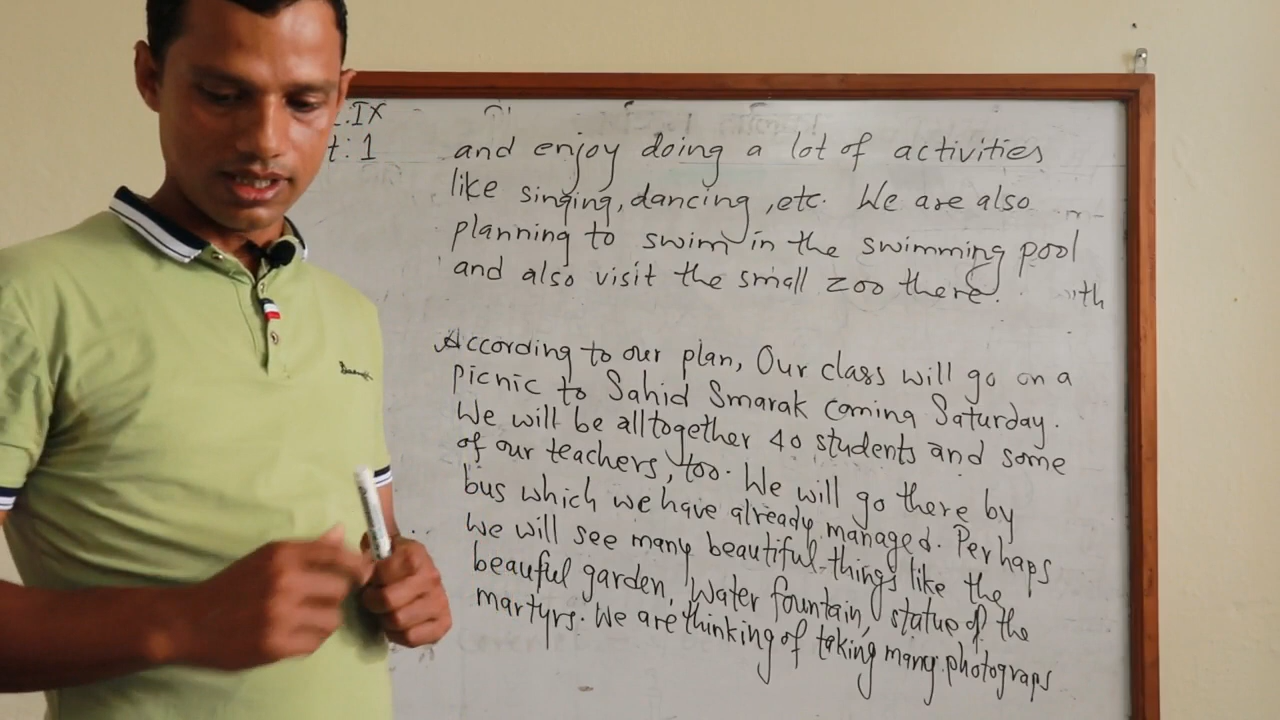 :IX
t: 1
and enjoy doing a lot of activities
like singing, dancing, etc. We are also
planning to swim in the swimming pool
and also visit the small zoo there.
th
According to our plan, Our class will go on a
picnic to Sahid Smarak coming Saturday.
We will be alltogether 40 students and some
of our teachers, too. We will go there by
bus which we have already managed. Perhaps
we will see many beautiful things like the
beauful garden, Water fountain, statue of the
martyrs. We are thinking of taking many photograps